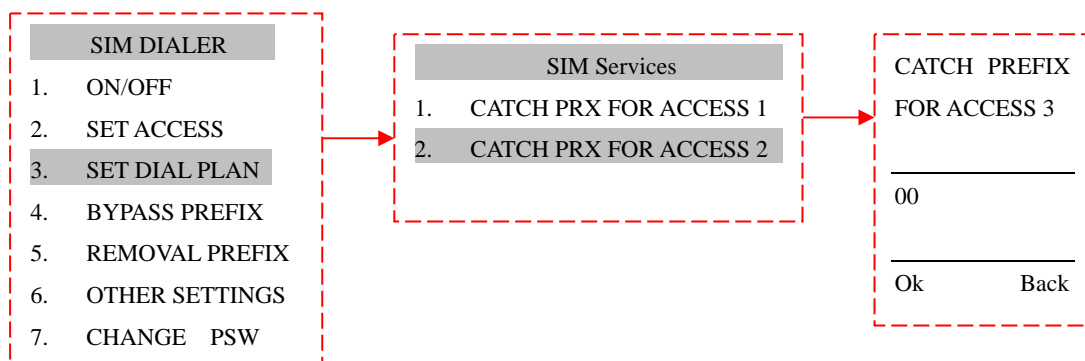 SIM DIALER
1. ON/OFF
2. SET ACCESS
3. SET DIAL PLAN
4. BYPASS PREFIX
5. REMOVAL PREFIX
6. OTHER SETTINGS
7. CHANGE PSW
SIM Services
1. CATCH PRX FOR ACCESS 1
2. CATCH PRX FOR ACCESS 2
CATCH PREFIX
FOR ACCESS 3
00
Ok Back